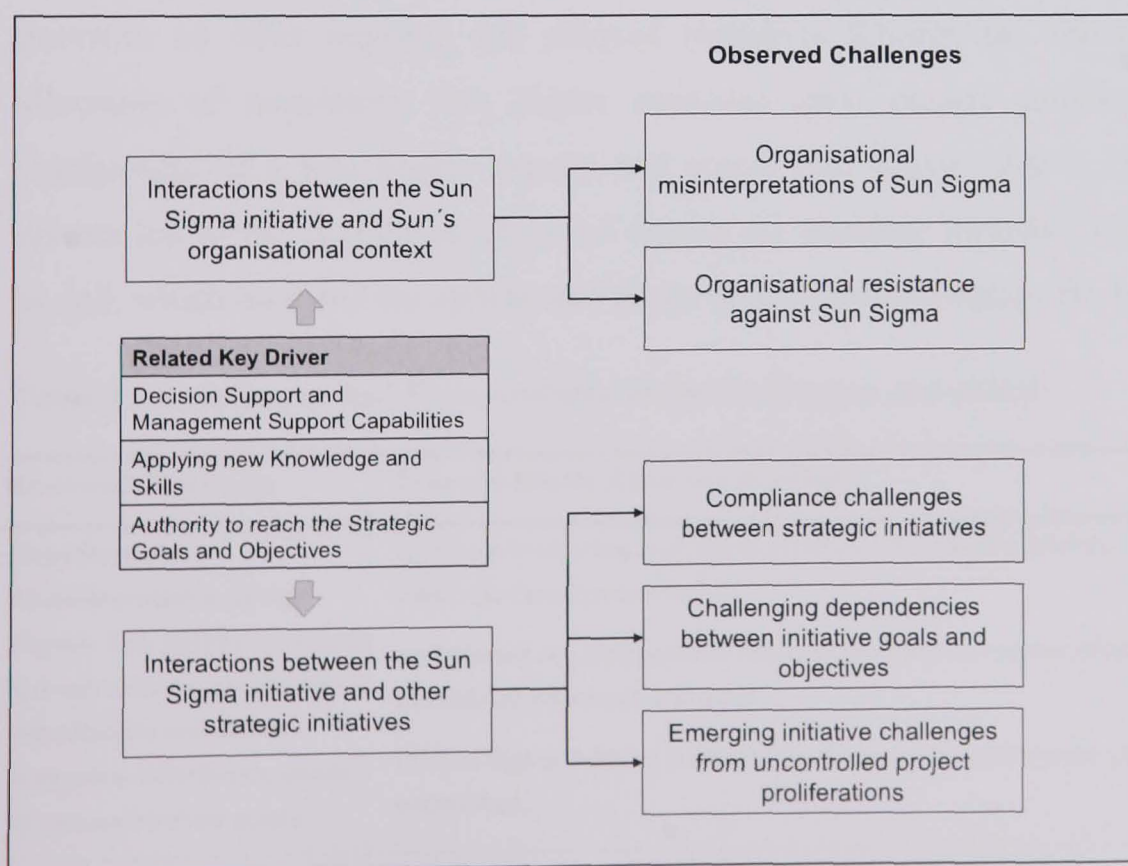 Observed Challenges
Interactions between the Sun
Sigma initiative and Sun´s
organisational context
Organisational
misinterpretations of Sun Sigma
Organisational resistance
against Sun Sigma
Related Key Driver
Decision Support and
Management Support Capabilities
Applying new Knowledge and
Skills
Authority to reach the Strategic
Goals and Objectives
Interactions between the Sun
Sigma initiative and other
strategic initiatives
Compliance challenges
between strategic initiatives
Challenging dependencies
between initiative goals and
objectives
Emerging initiative challenges
from uncontrolled project
proliferations